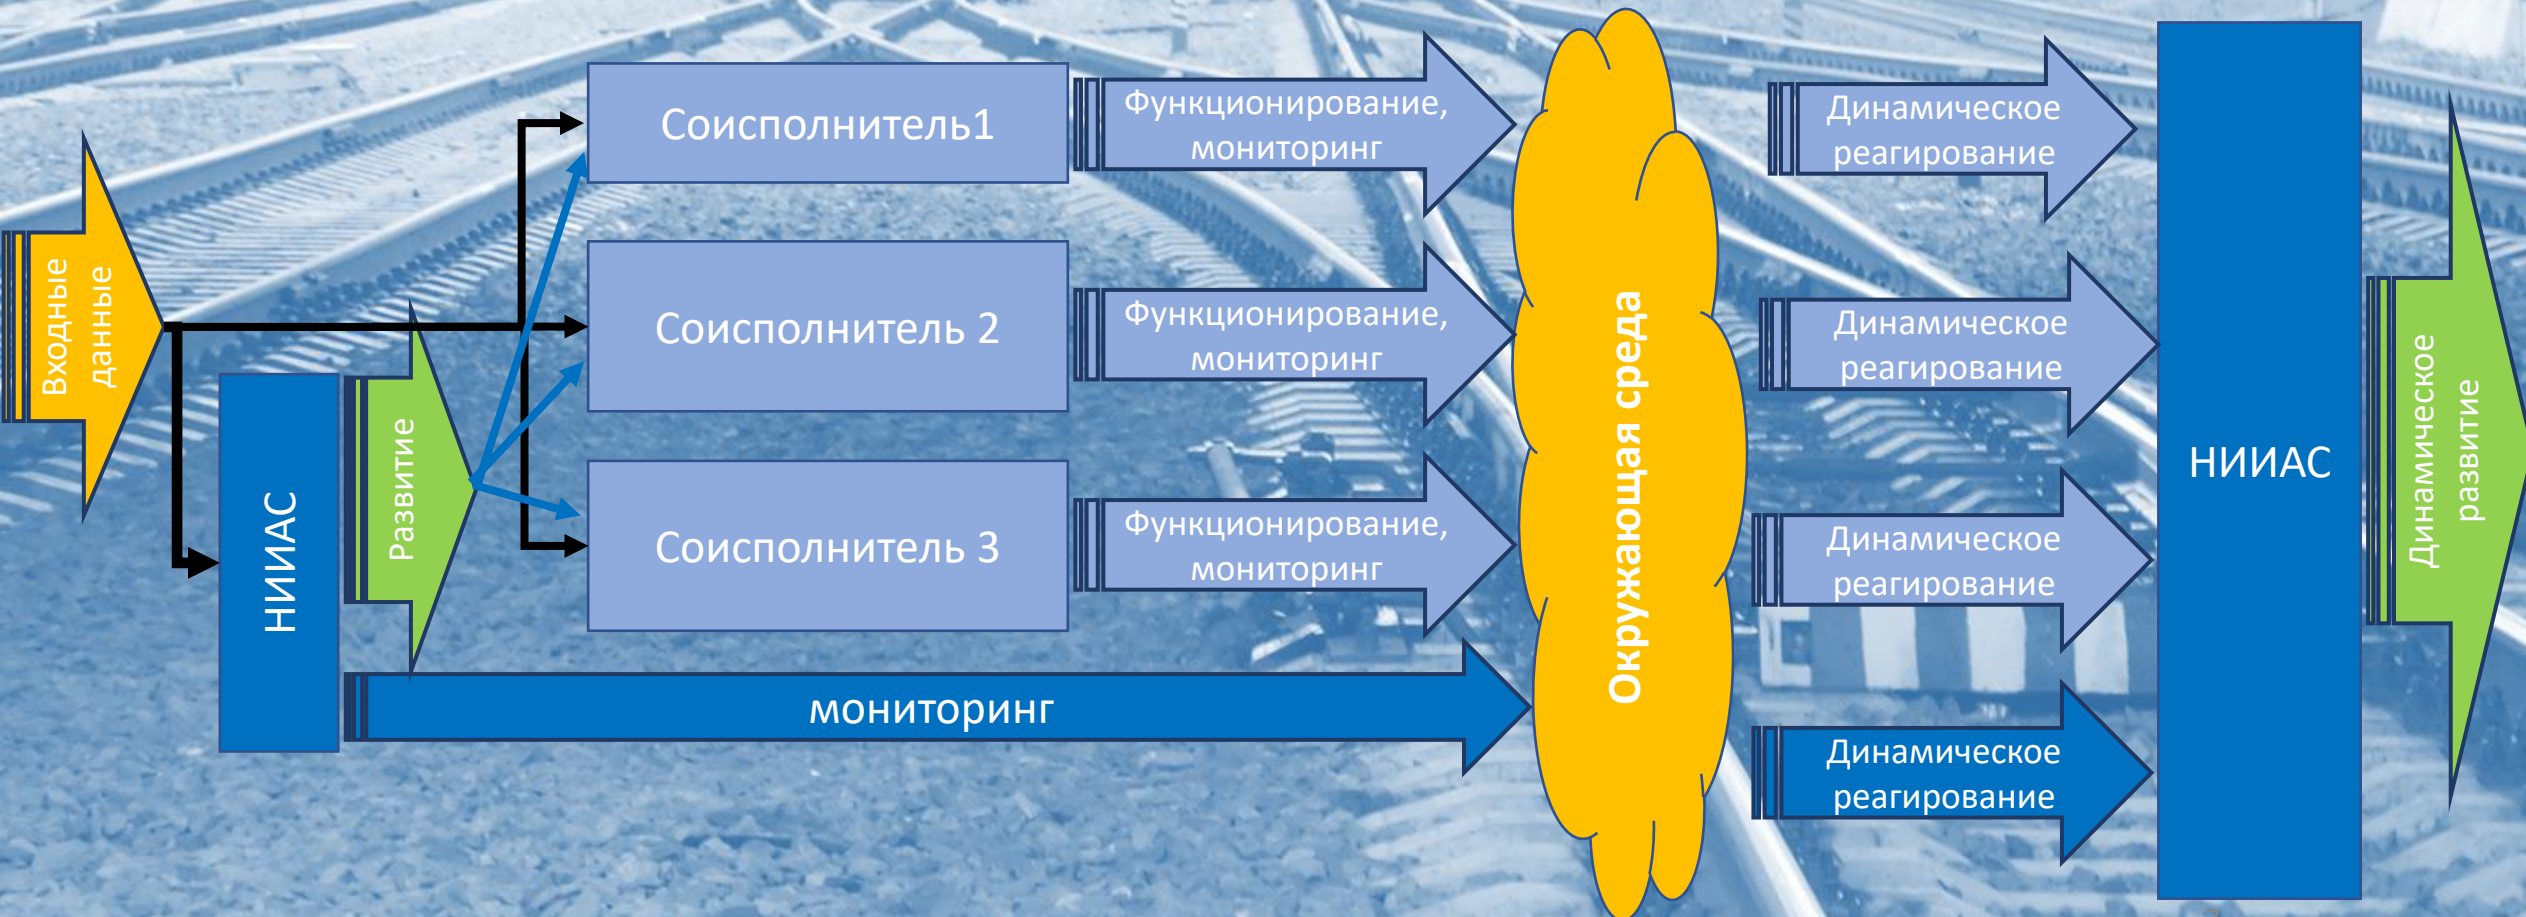 Входные
данные
НИИАС
Развитие
Соисполнитель1
Соисполнитель 2
Соисполнитель 3
Функционирование,
мониторинг
Функционирование,
мониторинг
Функционирование,
мониторинг
мониторинг
Окружающая среда
Динамическое
реагирование
Динамическое
реагирование
Динамическое
реагирование
Динамическое
реагирование
НИИАС
Динамическое
развитие